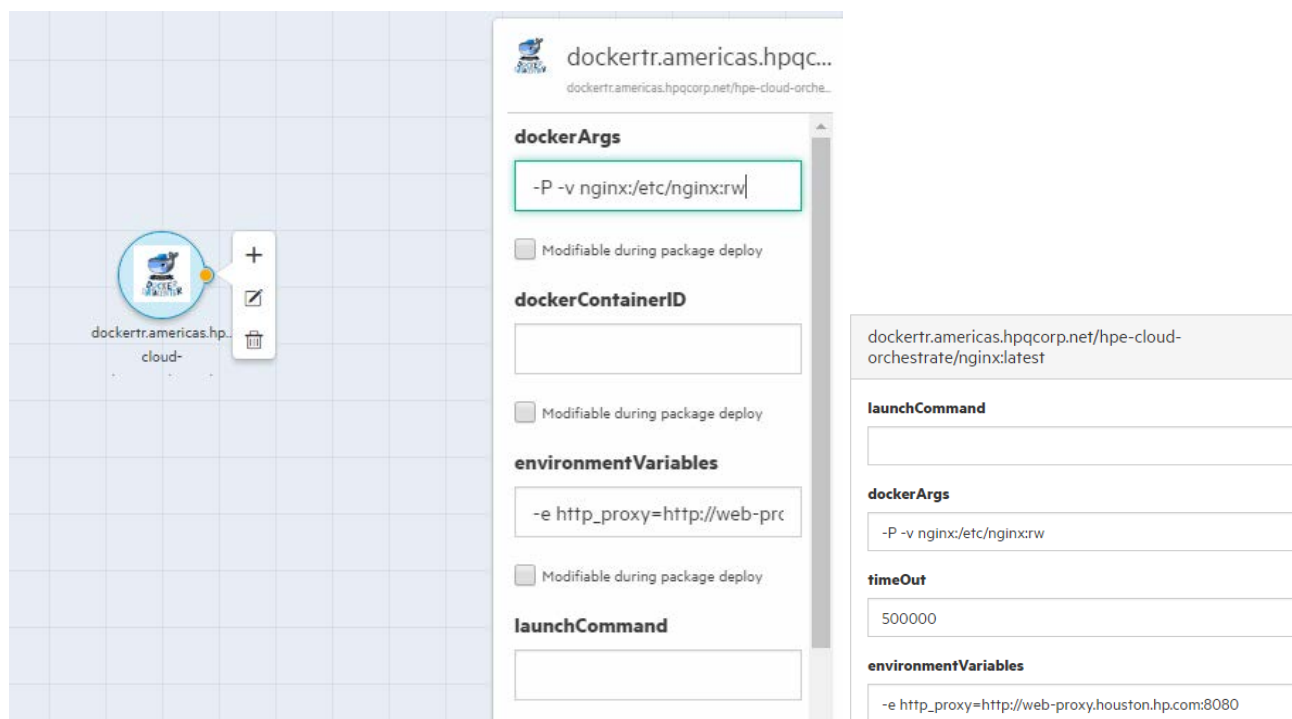 dockertr.americas.hp..
cloud-
dockertr.americas.hpqc...
dockertr.americas.hpqcorp.net/hpe-cloud-orche..
dockerArgs
-P -v nginx:/etc/nginx:rw
Modifiable during package deploy
dockerContainerID
Modifiable during package deploy
environmentVariables
-e http_proxy=http://web-prc
Modifiable during package deploy
launchCommand
dockertr.americas.hpqcorp.net/hpe-cloud-
orchestrate/nginx:latest
launchCommand
dockerArgs
-P -v nginx:/etc/nginx:rw
timeOut
500000
environmentVariables
-e http_proxy=http://web-proxy.houston.hp.com:8080